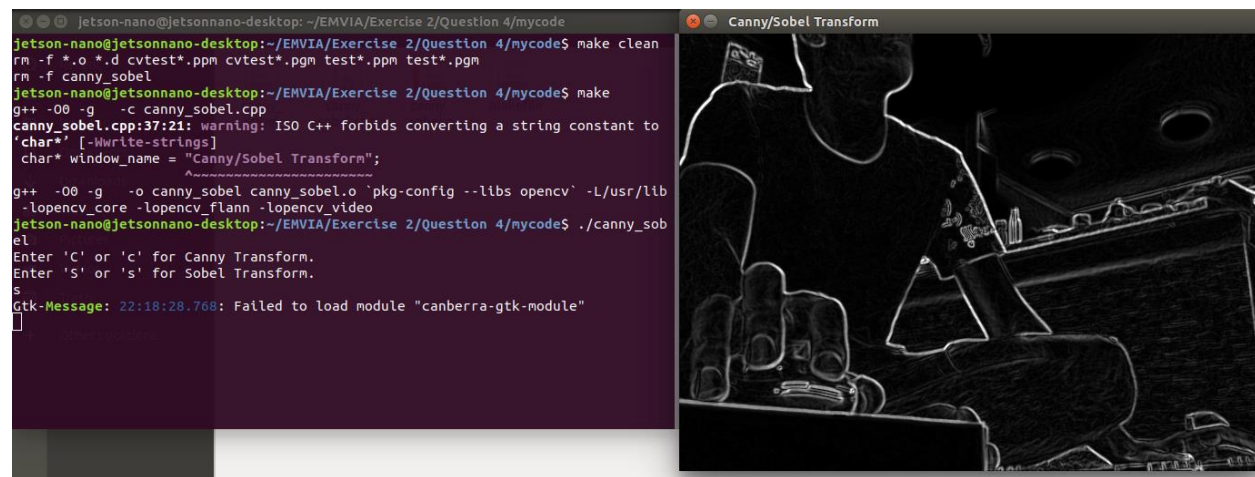 jetson-nano@jetsonnano-desktop: ~/EMVIA/Exercise 2/Question 4/mycode
jetson-nano@jetsonnano-desktop:~/EMVIA/Exercise 2/Question 4/mycode$ make clean
rm -f *.o *.d cvtest*.ppm cvtest*.pgm test*.ppm test*.pgm
rm -f canny_sobel
jetson-nano@jetsonnano-desktop:~/EMVIA/Exercise 2/Question 4/mycode$ make
g++ -O0 -g   -c canny_sobel.cpp
canny_sobel.cpp:37:21: warning: ISO C++ forbids converting a string constant to
‘char*’ [-Wwrite-strings]
 char* window_name = "Canny/Sobel Transform";
                     ^~~~~~~~~~~~~~~~~~~~~~~
g++  -O0 -g   -o canny_sobel canny_sobel.o `pkg-config --libs opencv` -L/usr/lib
 -lopencv_core -lopencv_flann -lopencv_video
jetson-nano@jetsonnano-desktop:~/EMVIA/Exercise 2/Question 4/mycode$ ./canny_sob
el
Enter 'C' or 'c' for Canny Transform.
Enter 'S' or 's' for Sobel Transform.
s
Gtk-Message: 22:18:28.768: Failed to load module "canberra-gtk-module"
Canny/Sobel Transform